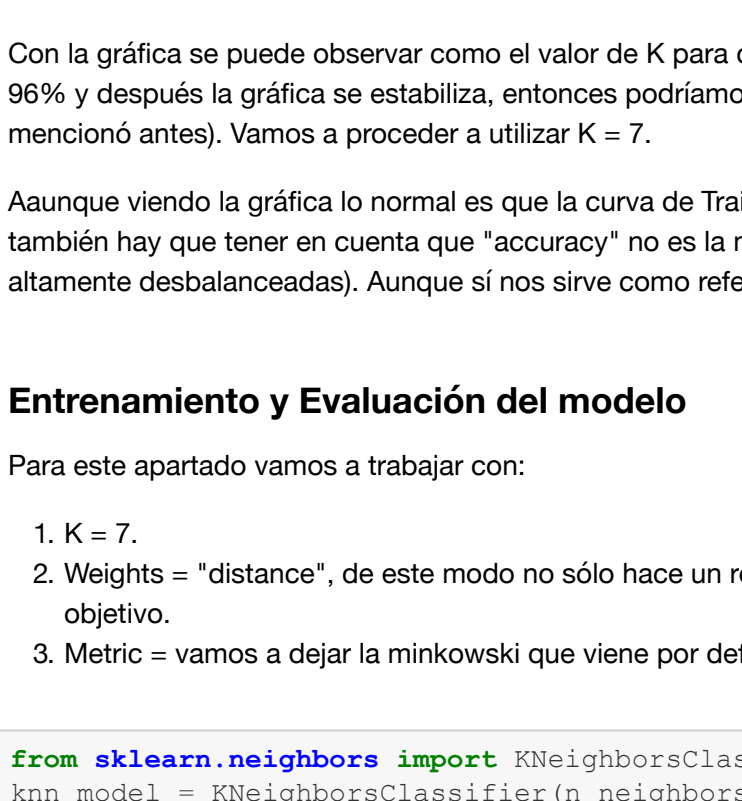 Con la gráfica se puede observar como el valor de K para
96% y después la gráfica se estabiliza, entonces podríamo
mencionó antes). Vamos a proceder a utilizar K = 7.
Aaunque viendo la gráfica lo normal es que la curva de Trai
también hay que tener en cuenta que "accuracy" no es la
altamente desbalanceadas). Aunque sí nos sirve como refe
Entrenamiento y Evaluación del modelo
Para este apartado vamos a trabajar con:
1. K = 7.
2. Weights = "distance", de este modo no sólo hace un
objetivo.
3. Metric = vamos a dejar la minkowski que viene por def
from sklearn.neighbors import KNeighborsClas
knn_model = KNeighborsClassifier(n_neighbors